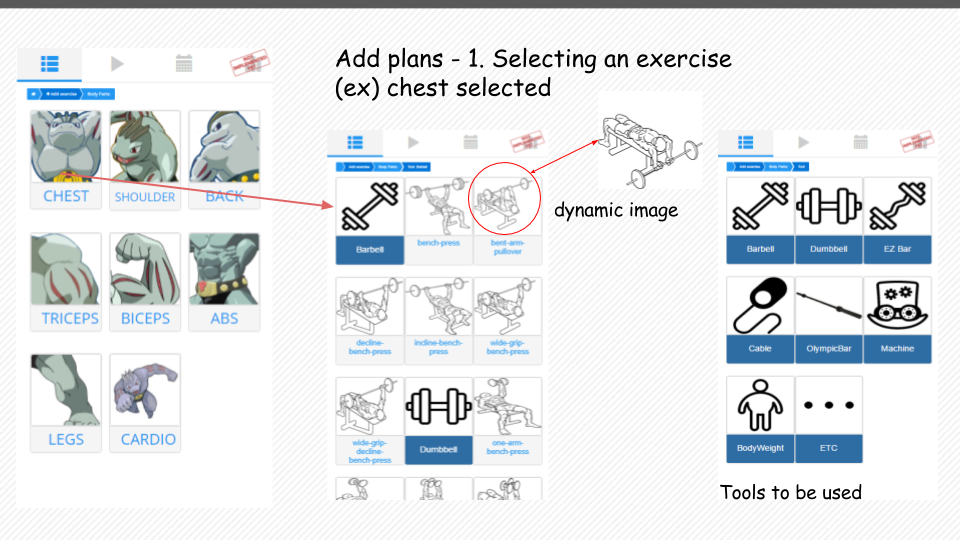 Add plans - 1. Selecting an exercise
(ex) chest selected
Add exercise
Body Parts
CHEST
SHOULDER
BACK
TRICEPS
BICEPS
ABS
LEGS
CARDIO
Add exercise
Body Parts
Barbell
bench-press
bent-arm-
pullover
decline-
bench-press
incline-bench-
press
wide-grip-
bench-press
wide-grip-
decline-
bench-press
Dumbbell
one-arm-
bench-press
dynamic image
Add exercise
Body Parts
Barbell
Dumbbell
EZ Bar
Cable
OlympicBar
Machine
BodyWeight
ETC
Tools to be used